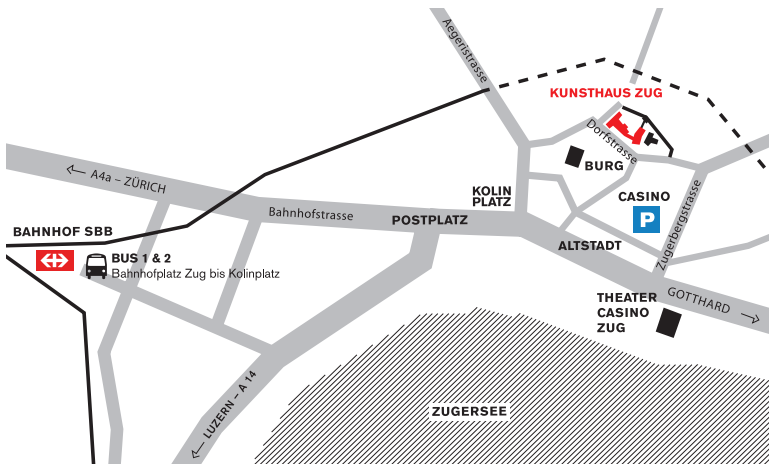 Aegeristrasse
KUNSTHAUS ZUG
Dorfstrasse
BURG
A4a – ZÜRICH
KOLIN
PLATZ
CASINO
P
Bahnhofstrasse
POSTPLATZ
Zugerbergstrasse
BAHNHOF SBB
ALTSTADT
BUS 1 & 2
Bahnhofplatz Zug bis Kolinplatz
THEATER
CASINO
ZUG
GOTTHARD
LUZERN – A 14
ZUGERSEE